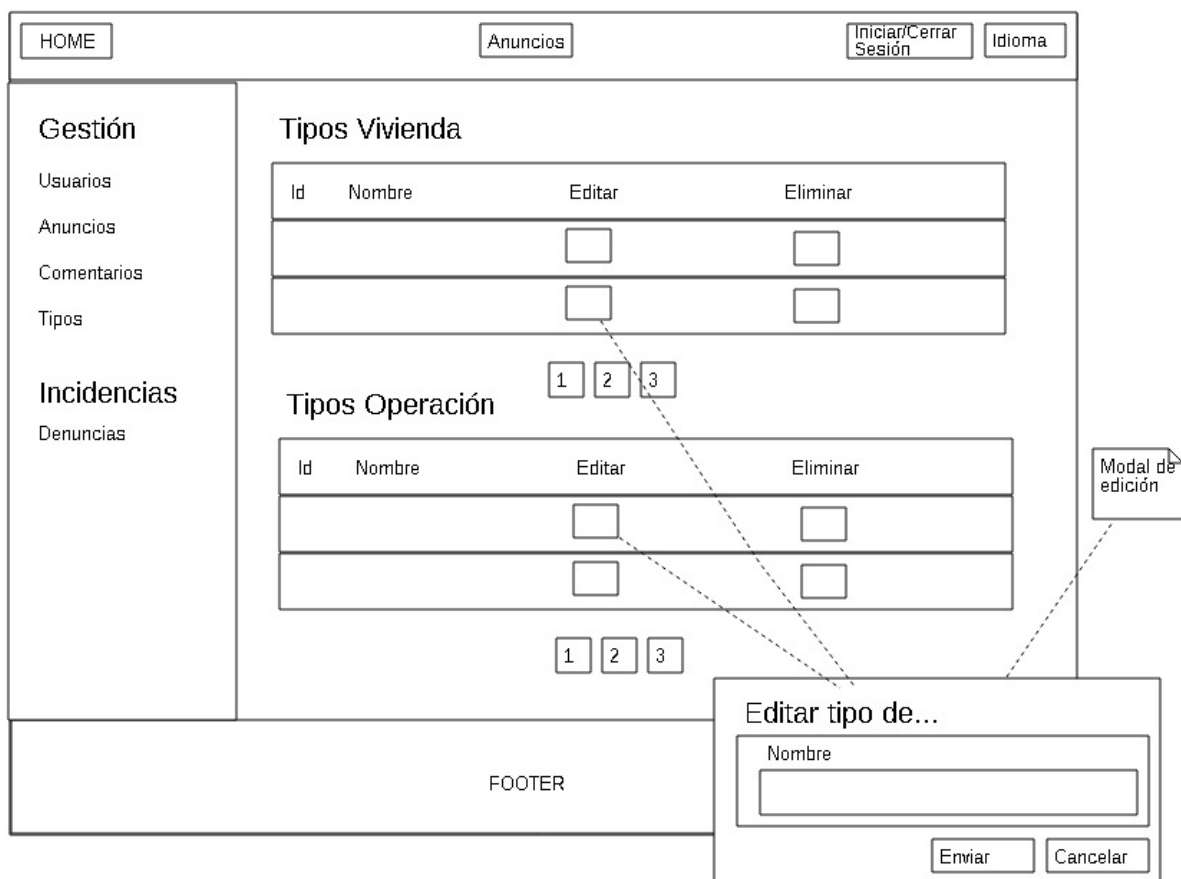 HOME
Anuncios
Iniciar/Cerrar
Sesión
Idioma
Gestión
Usuarios
Anuncios
Comentarios
Tipos
Incidencias
Denuncias
Tipos Vivienda
Id Nombre Editar Eliminar
1 2 3
Tipos Operación
Id Nombre Editar Eliminar
1 2 3
Modal de
edición
Editar tipo de...
Nombre
Enviar Cancelar
FOOTER